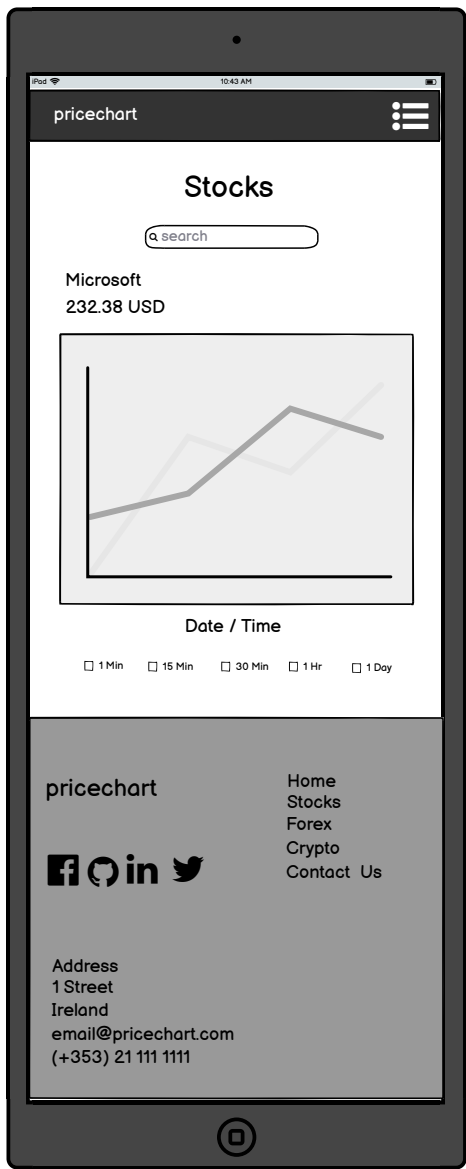 iPad 10:43 AM
pricechart
Stocks
search
Microsoft
232.38 USD
Date / Time
1 Min 15 Min 30 Min 1 Hr 1 Day
pricechart
Home
Stocks
Forex
Crypto
Contact Us
Address
1 Street
Ireland
email@pricechart.com
(+353) 21 111 1111